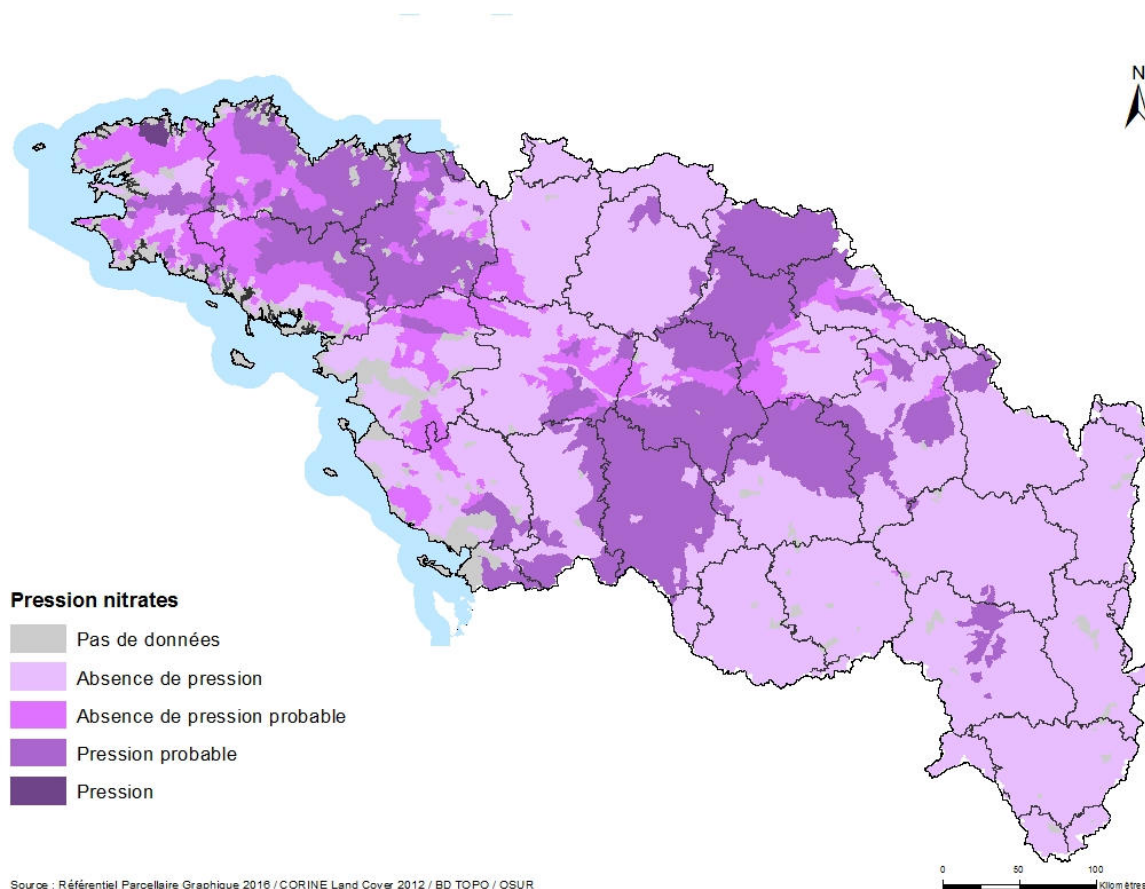 N
Pression nitrates
Pas de données
Absence de pression
Absence de pression probable
Pression probable
Pression
0 50 100
Kilomètres
Source : Référentiel Parcellaire Graphique 2016 / CORINE Land Cover 2012 / BD TOPO / OSUR